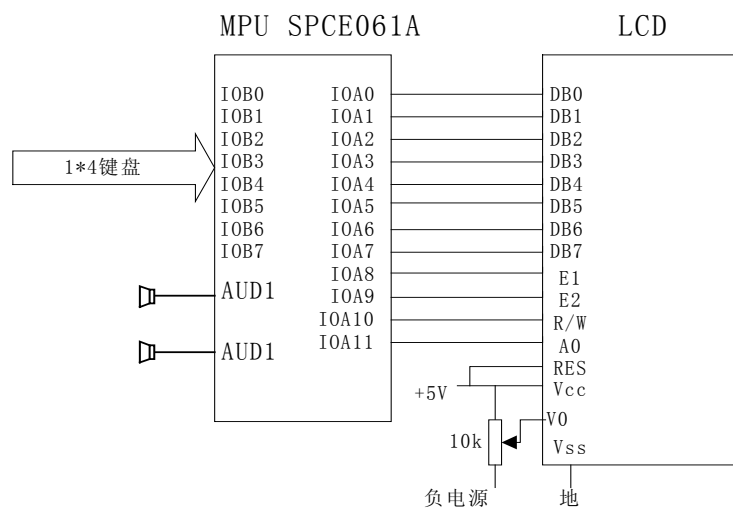 MPU SPCE061A LCD
IOB0 IOA0 DB0
IOB1 IOA1 DB1
IOB2 IOA2 DB2
1*4键盘 IOB3 IOA3 DB3
IOB4 IOA4 DB4
IOB5 IOA5 DB5
IOB6 IOA6 DB6
IOB7 IOA7 DB7
IOA8 E1
AUD1 IOA9 E2
IOA10 R/W
AUD1 IOA11 A0
RES
+5V Vcc
V0
10k Vss
负电源 地